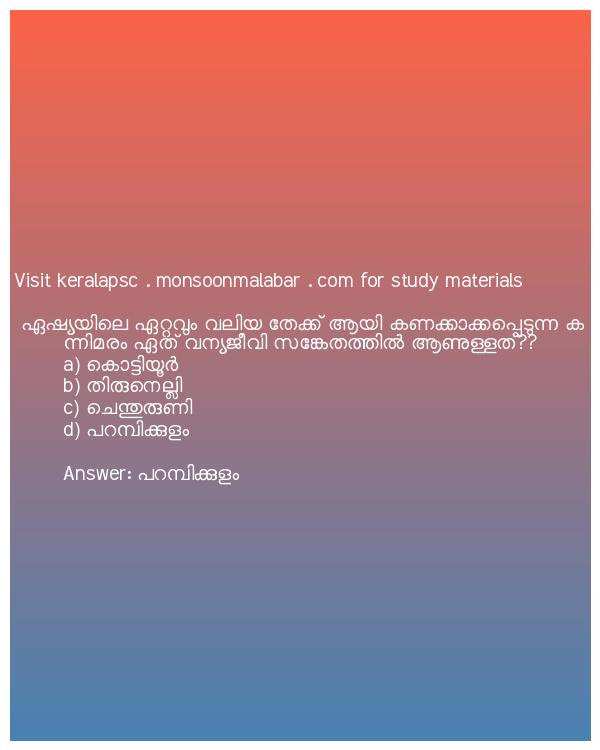 Visit keralapsc . monsoonmalabar . com for study materials
ഏഷ്യയിലെ ഏറ്റവും വലിയ തേക്ക് ആയി കണക്കാക്കപ്പെടുന്ന ക
ന്നിമരം ഏത് വന്യജീവി സങ്കേതത്തിൽ ആണുള്ളത്??
a) കൊട്ടിയൂർ
b) തിരുനെല്ലി
c) ചെന്തുരുണി
d) പറമ്പിക്കുളം
Answer: പറമ്പിക്കുളം